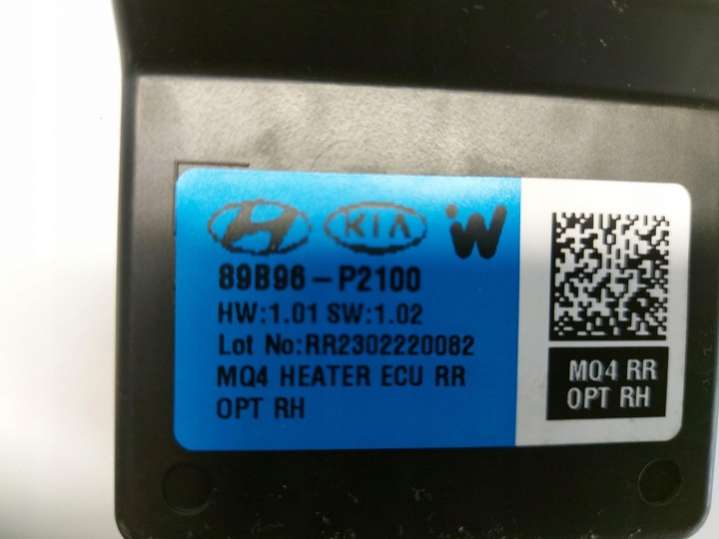 KIA
89B96-P2100
HW:1.01 SW:1.02
Lot No:RR2302220082
MQ4 HEATER ECU RR
OPT RH
MQ4 RR
OPT RH